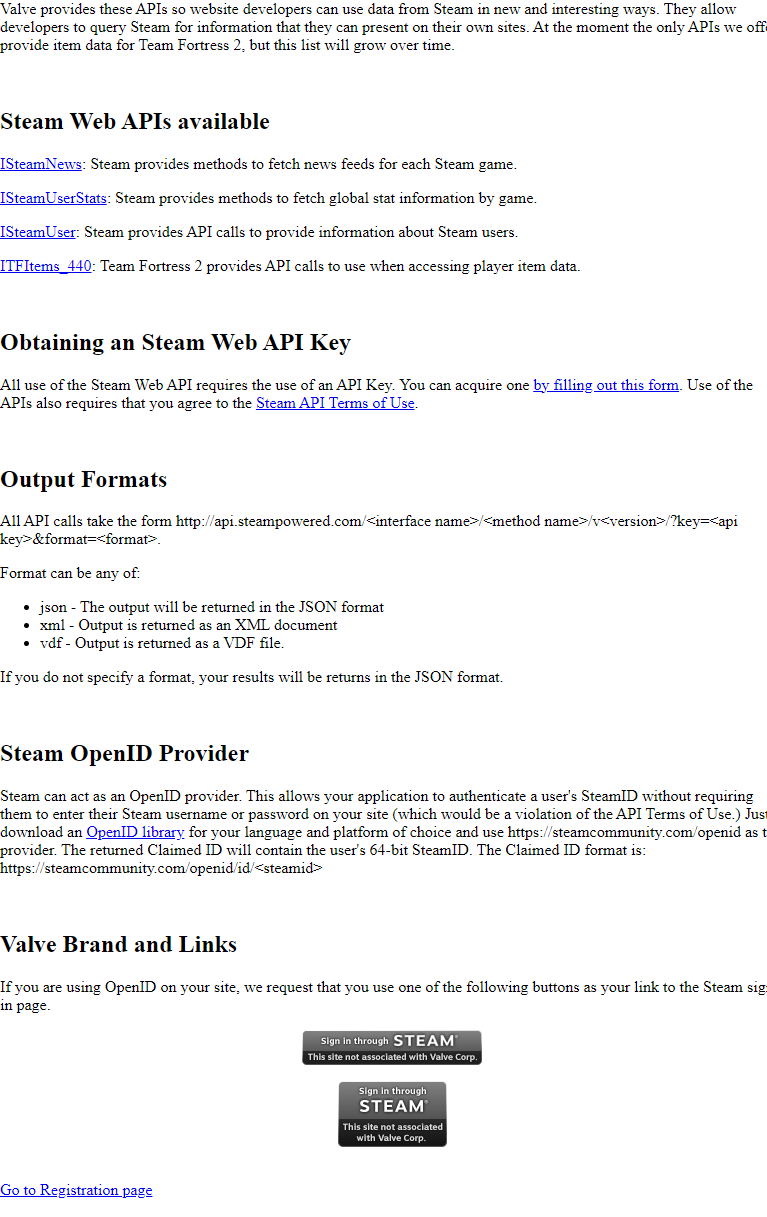 Valve provides these APIs so website developers can use data from Steam in new and interesting ways. They allow
developers to query Steam for information that they can present on their own sites. At the moment the only APIs we
provide item data for Team Fortress 2, but this list will grow over time.
Steam Web APIs available
ISteamNews: Steam provides methods to fetch news feeds for each Steam game.
ISteamUserStats: Steam provides methods to fetch global stat information by game.
ISteamUser: Steam provides API calls to provide information about Steam users.
ITFItems_440: Team Fortress 2 provides API calls to use when accessing player item data.
Obtaining an Steam Web API Key
All use of the Steam Web API requires the use of an API Key. You can acquire one by filling out this form. Use of the
APIs also requires that you agree to the Steam API Terms of Use.
Output Formats
All API calls take the form http://api.steampowered.com/<interface name>/<method name>/v<version>/?key=<api
key>&format=<format>.
Format can be any of:
• json - The output will be returned in the JSON format
• xml - Output is returned as an XML document
• vdf - Output is returned as a VDF file.
If you do not specify a format, your results will be returns in the JSON format.
Steam OpenID Provider
Steam can act as an OpenID provider. This allows your application to authenticate a user's SteamID without requiring
them to enter their Steam username or password on your site (which would be a violation of the API Terms of Use.) Just
download an OpenID library for your language and platform of choice and use https://steamcommunity.com/openid as
provider. The returned Claimed ID will contain the user's 64-bit SteamID. The Claimed ID format is:
https://steamcommunity.com/openid/id/<steamid>
Valve Brand and Links
If you are using OpenID on your site, we request that you use one of the following buttons as your link to the Steam
in page.
Sign in through STEAM®
This site not associated with Valve Corp.
Sign in through
STEAM®
This site not associated
with Valve Corp.
Go to Registration page